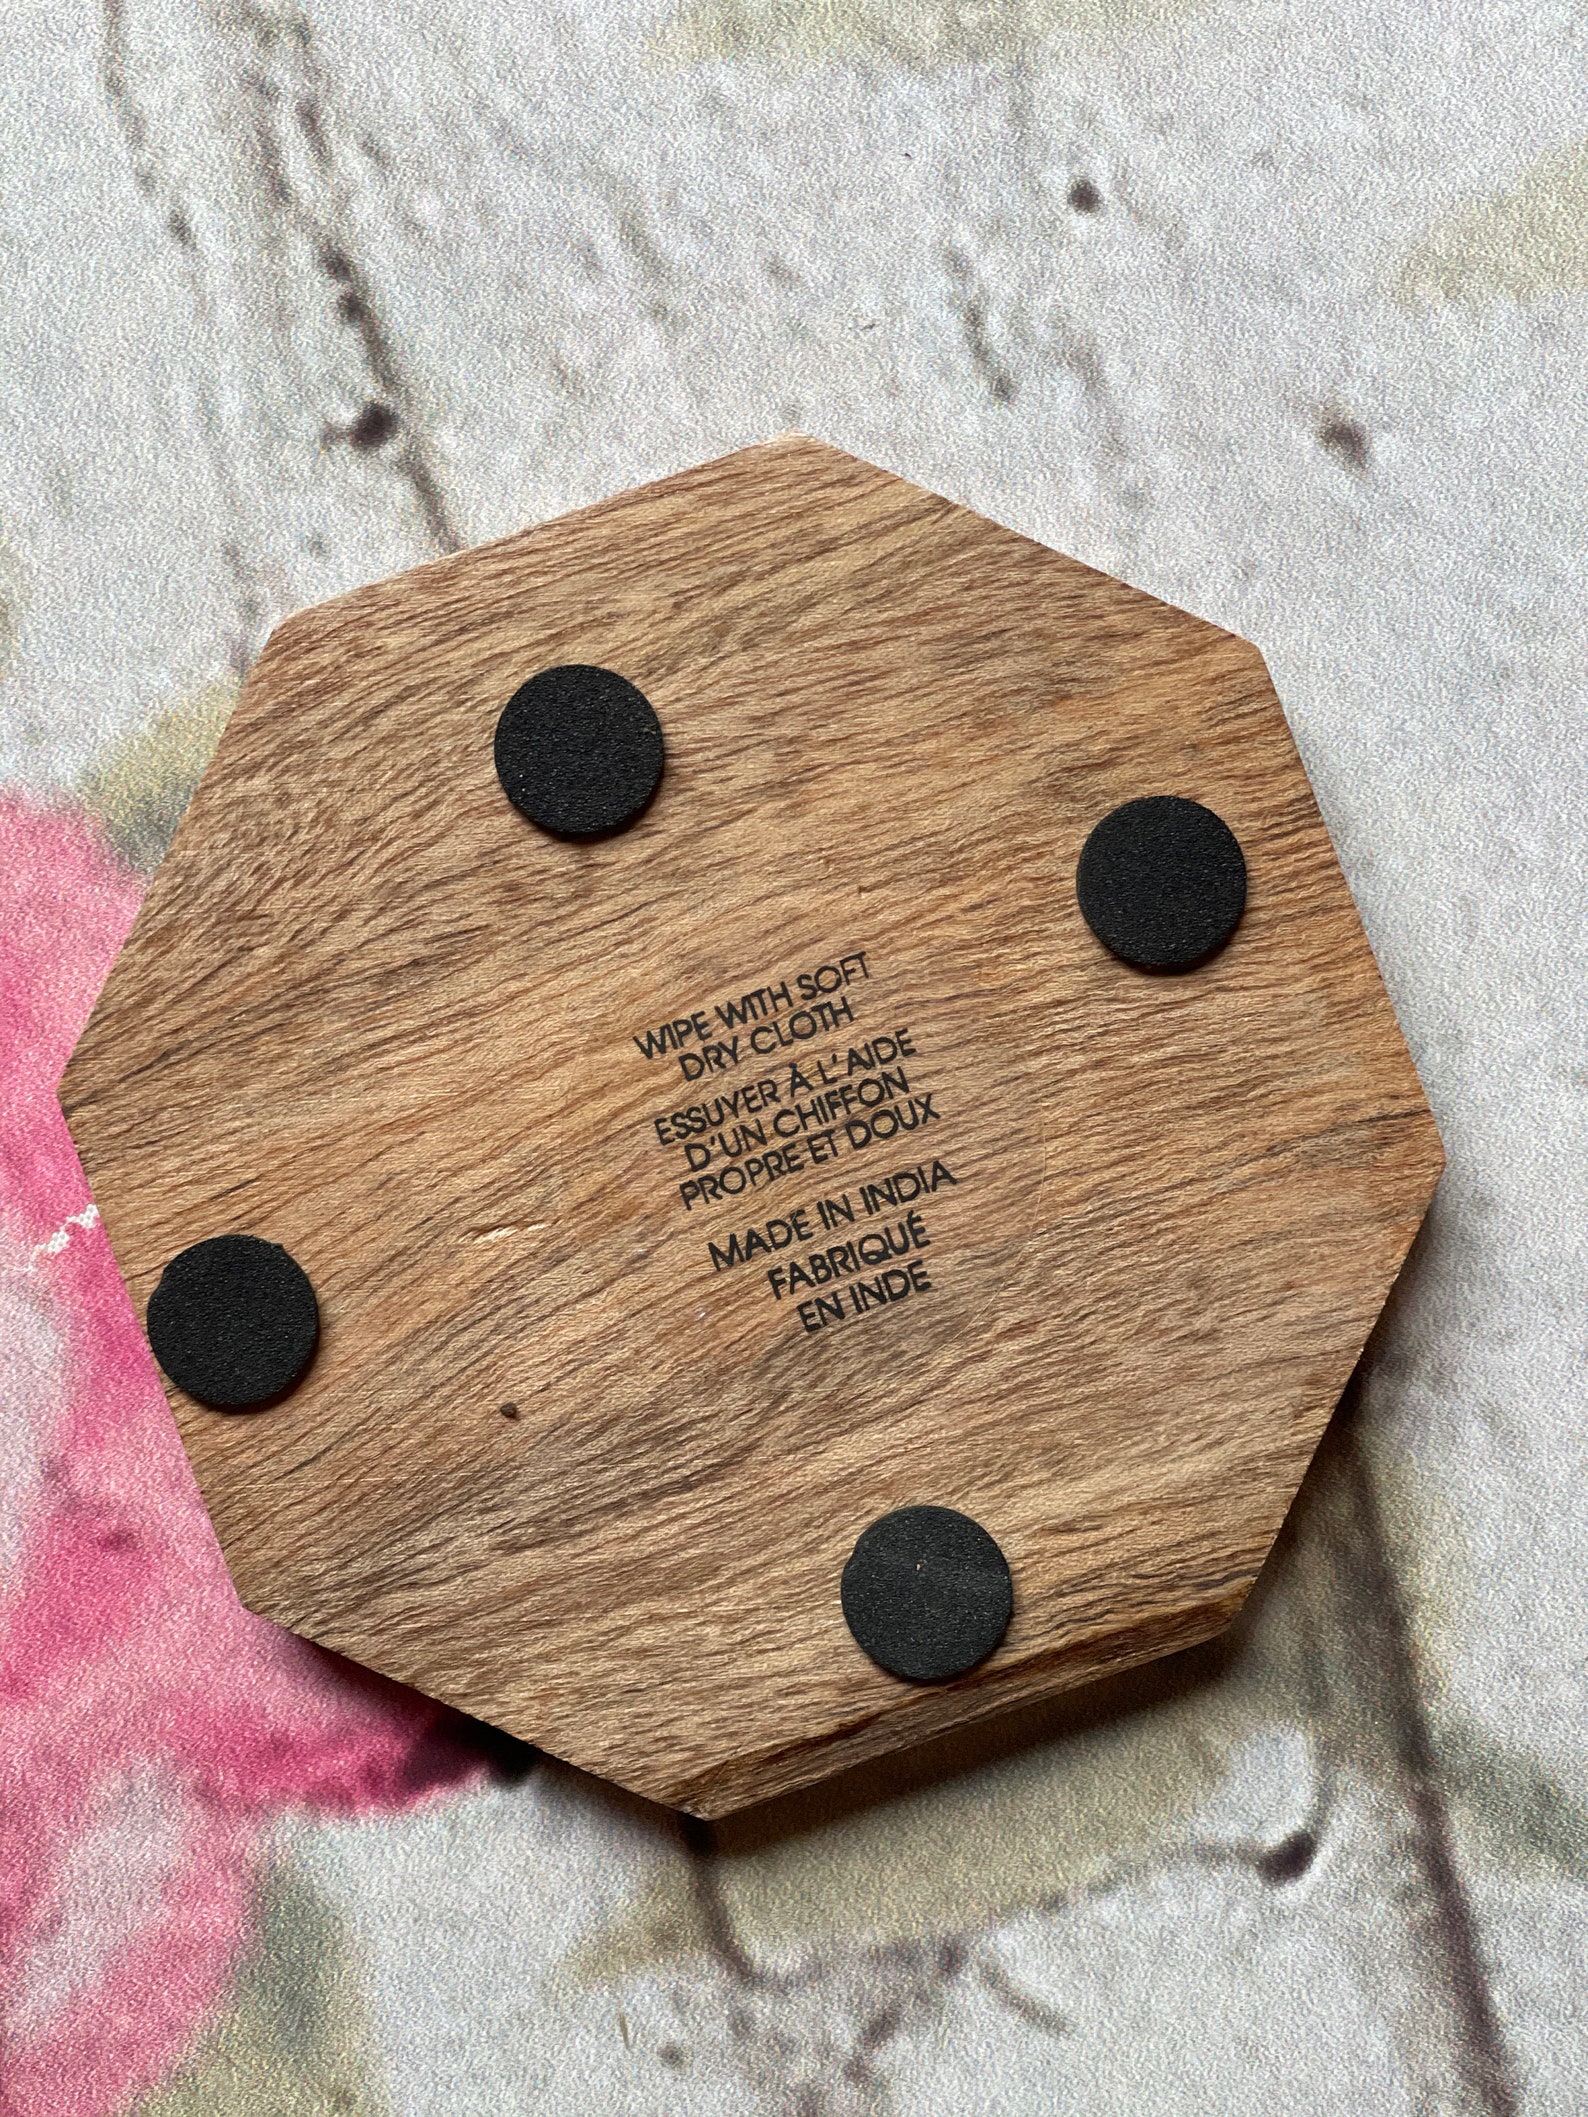 WIPE WITH SOFT
DRY CLOTH
ESSUYER À L'AIDE
D'UN CHIFFON
PROPRE ET DOUX
MADE IN INDIA
FABRIQUÉ
EN INDE